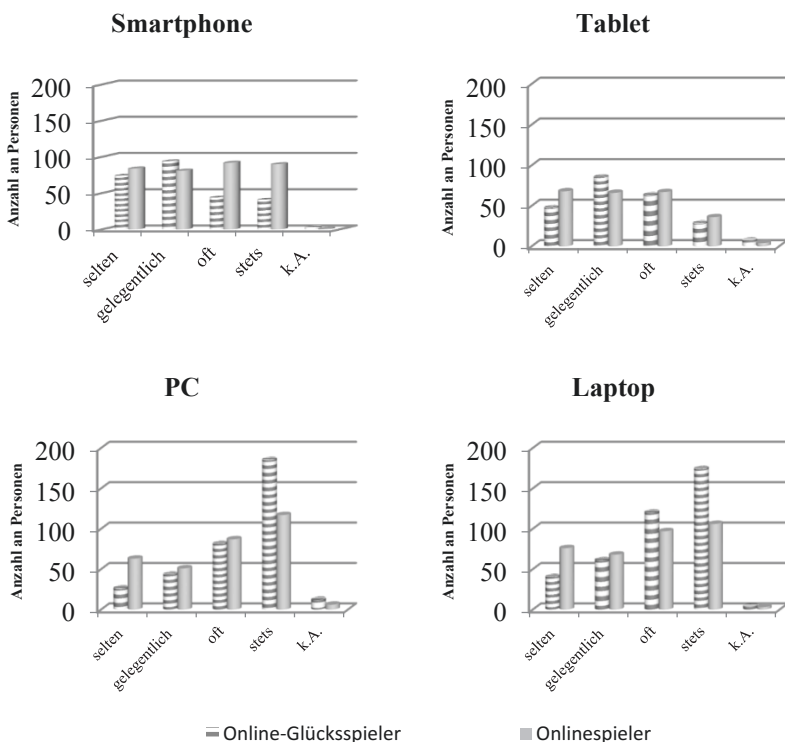 Smartphone
Anzahl an Personen
200
150
100
50
0
selten
gelegentlich
oft
stets
k.A.
Tablet
Anzahl an Personen
200
150
100
50
0
selten
gelegentlich
oft
stets
k.A.
PC
Anzahl an Personen
200
150
100
50
0
selten
gelegentlich
oft
stets
k.A.
Laptop
Anzahl an Personen
200
150
100
50
0
selten
gelegentlich
oft
stets
k.A.
Online-Glücksspieler
Onlinespieler